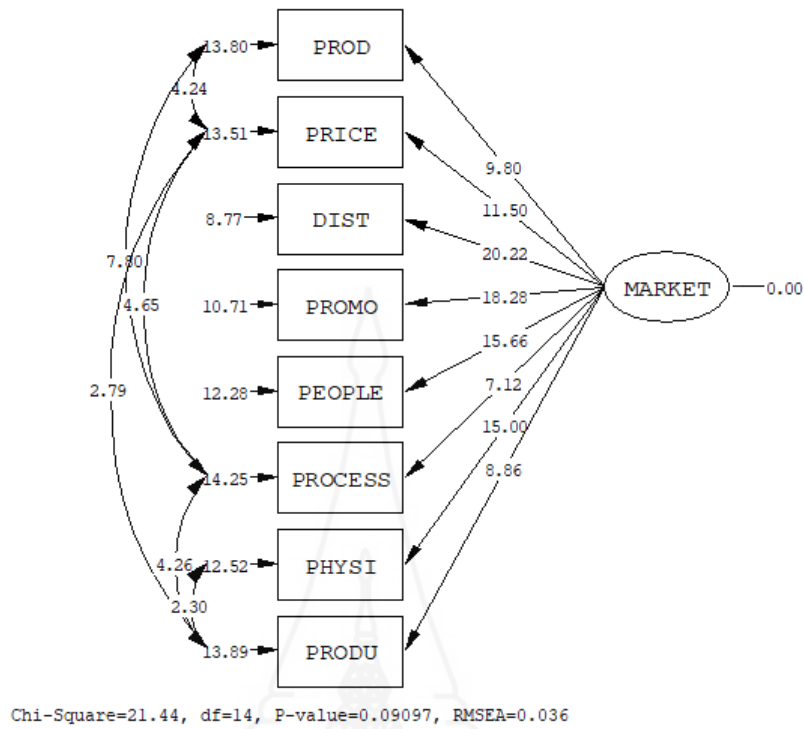 13.80 PROD
4.24
13.51 PRICE
9.80
11.50
8.77 DIST
20.22
7.80
4.65
10.71 PROMO
18.28
MARKET 0.00
15.66
2.79
12.28 PEOPLE
7.12
15.00
14.25 PROCESS
8.86
4.26
12.52 PHYSI
2.30
13.89 PRODU
Chi-Square=21.44, df=14, P-value=0.09097, RMSEA=0.036